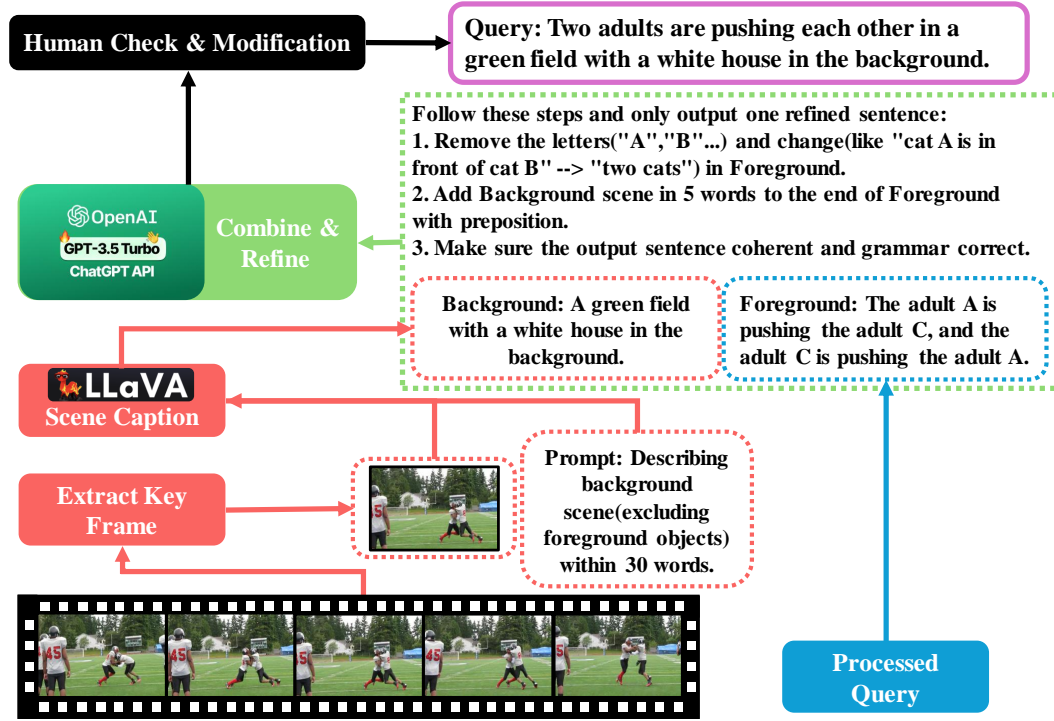 Human Check & Modification
Query: Two adults are pushing each other in a
green field with a white house in the background.
Follow these steps and only output one refined sentence:
1. Remove the letters("A","B"...) and change(like "cat A is in
front of cat B" --> "two cats") in Foreground.
2. Add Background scene in 5 words to the end of Foreground
with preposition.
3. Make sure the output sentence coherent and grammar correct.
OpenAI
GPT-3.5 Turbo
ChatGPT API
Combine &
Refine
Background: A green field
with a white house in the
background.
Foreground: The adult A is
pushing the adult C, and the
adult C is pushing the adult A.
LLaVA
Scene Caption
Extract Key
Frame
45
Prompt: Describing
background
scene(excluding
foreground objects)
within 30 words.
45
45
45
Processed
Query